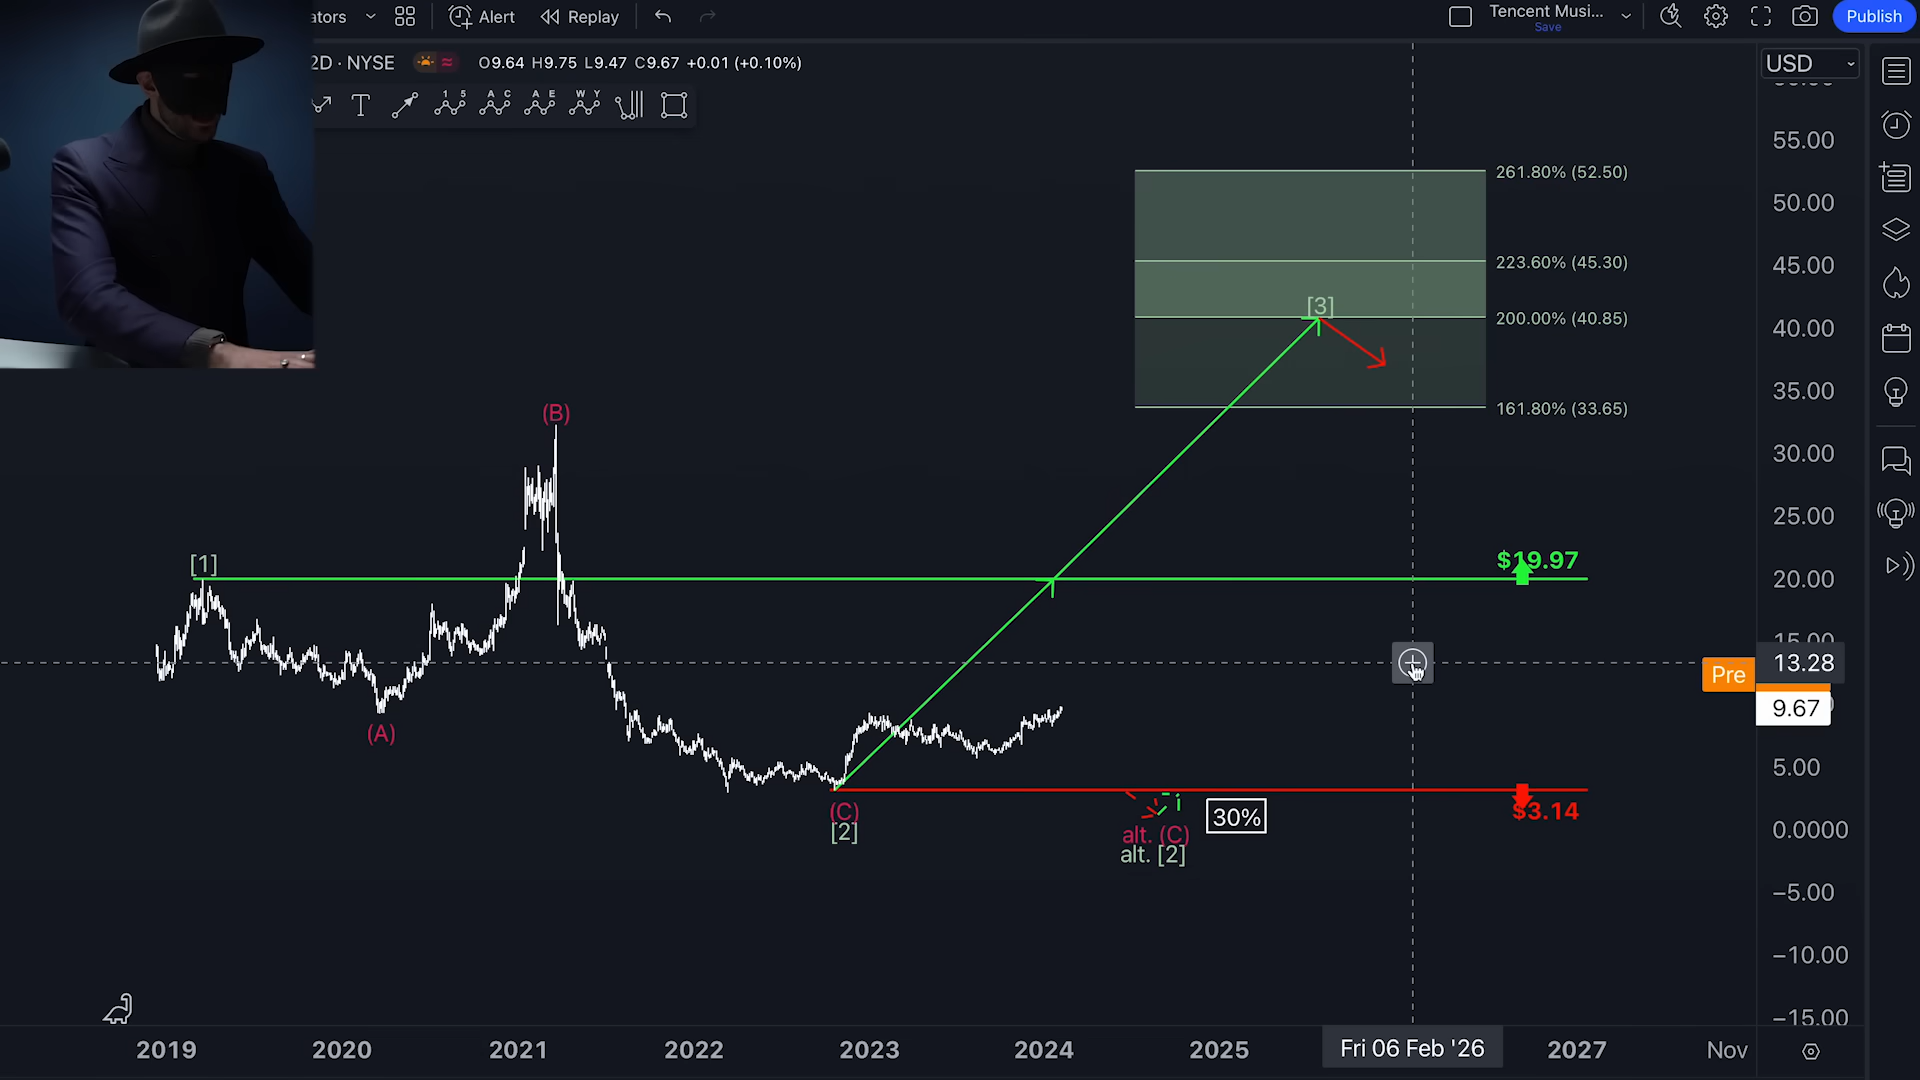 ators
Alert
Replay
Tencent Musi...
Save
Publish
2D · NYSE
O9.64 H9.75 L9.47 C9.67 +0.01 (+0.10%)
USD
T
1 5
A C
A E
W Y
55.00
261.80% (52.50)
50.00
223.60% (45.30)
45.00
[3]
200.00% (40.85)
40.00
35.00
161.80% (33.65)
(B)
30.00
25.00
[1]
$19.97
20.00
15.00
13.28
Pre
9.67
(A)
5.00
(C)
[2]
30%
$3.14
alt. (C)
alt. [2]
0.0000
−5.00
−10.00
−15.00
2019
2020
2021
2022
2023
2024
2025
Fri 06 Feb '26
2027
Nov